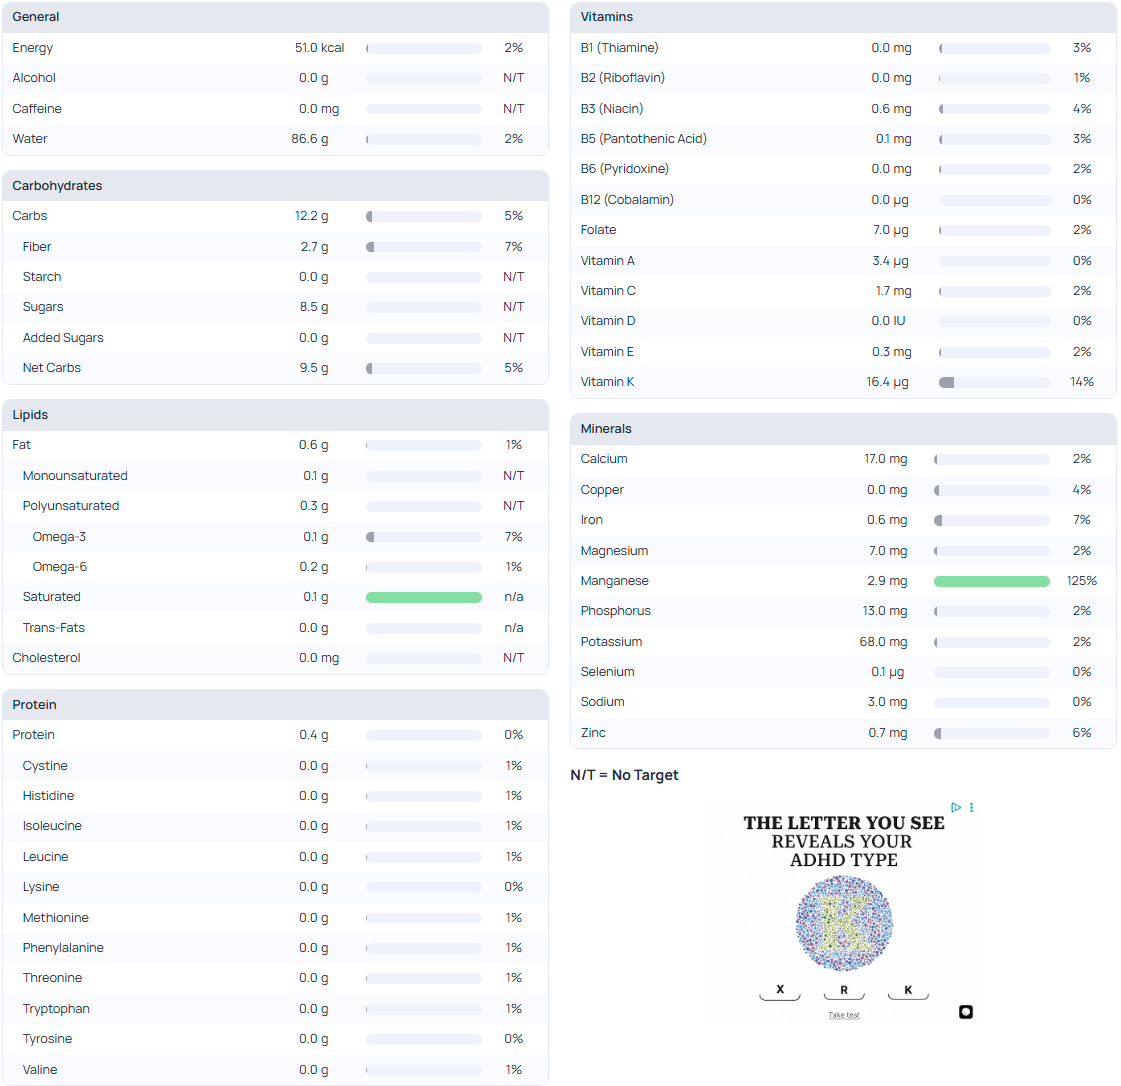 General
Energy 51.0 kcal 2%
Alcohol 0.0 g N/T
Caffeine 0.0 mg N/T
Water 86.6 g 2%
Carbohydrates
Carbs 12.2 g 5%
Fiber 2.7 g 7%
Starch 0.0 g N/T
Sugars 8.5 g N/T
Added Sugars 0.0 g N/T
Net Carbs 9.5 g 5%
Lipids
Fat 0.6 g 1%
Monounsaturated 0.1 g N/T
Polyunsaturated 0.3 g N/T
Omega-3 0.1 g 7%
Omega-6 0.2 g 1%
Saturated 0.1 g n/a
Trans-Fats 0.0 g n/a
Cholesterol 0.0 mg N/T
Protein
Protein 0.4 g 0%
Cystine 0.0 g 1%
Histidine 0.0 g 1%
Isoleucine 0.0 g 1%
Leucine 0.0 g 1%
Lysine 0.0 g 0%
Methionine 0.0 g 1%
Phenylalanine 0.0 g 1%
Threonine 0.0 g 1%
Tryptophan 0.0 g 1%
Tyrosine 0.0 g 0%
Valine 0.0 g 1%
Vitamins
B1 (Thiamine) 0.0 mg 3%
B2 (Riboflavin) 0.0 mg 1%
B3 (Niacin) 0.6 mg 4%
B5 (Pantothenic Acid) 0.1 mg 3%
B6 (Pyridoxine) 0.0 mg 2%
B12 (Cobalamin) 0.0 µg 0%
Folate 7.0 µg 2%
Vitamin A 3.4 µg 0%
Vitamin C 1.7 mg 2%
Vitamin D 0.0 IU 0%
Vitamin E 0.3 mg 2%
Vitamin K 16.4 µg 14%
Minerals
Calcium 17.0 mg 2%
Copper 0.0 mg 4%
Iron 0.6 mg 7%
Magnesium 7.0 mg 2%
Manganese 2.9 mg 125%
Phosphorus 13.0 mg 2%
Potassium 68.0 mg 2%
Selenium 0.1 µg 0%
Sodium 3.0 mg 0%
Zinc 0.7 mg 6%
N/T = No Target
THE LETTER YOU SEE
REVEALS YOUR
ADHD TYPE
K
X R K
Take test